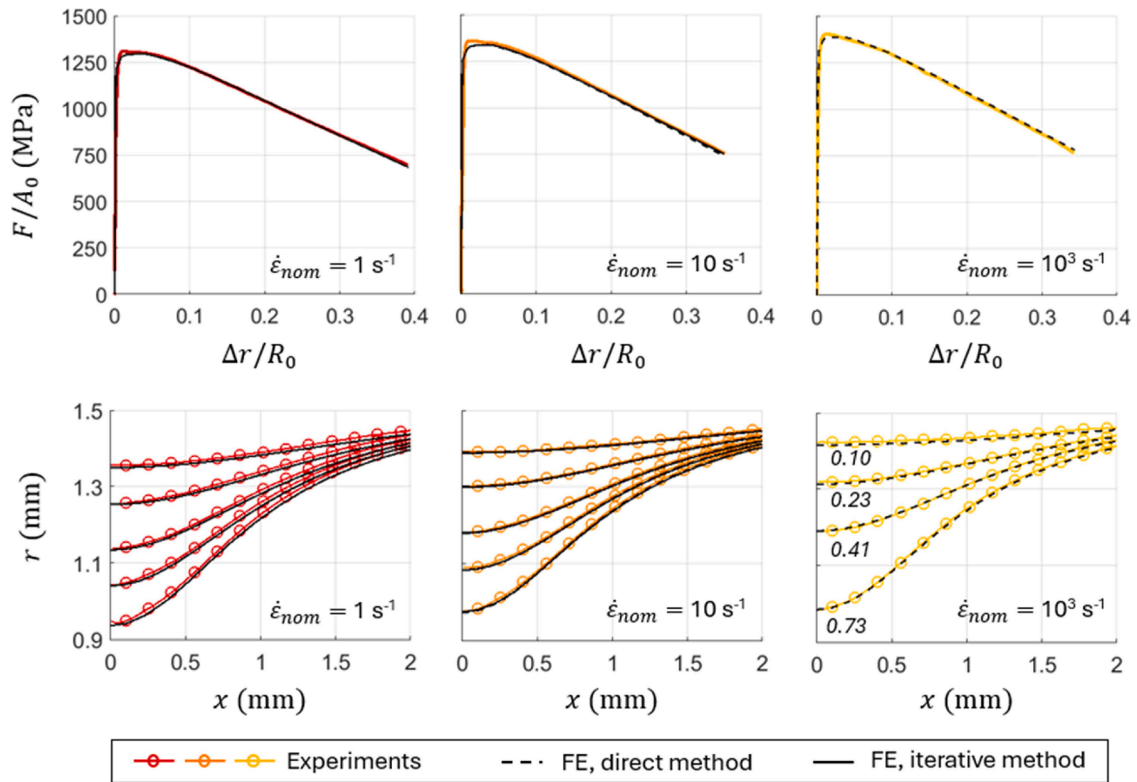 1500
1250
1000
750
500
250
0
F/A₀ (MPa)
ε̇nom = 1 s⁻¹
ε̇nom = 10 s⁻¹
ε̇nom = 10³ s⁻¹
0 0.1 0.2 0.3 0.4
0 0.1 0.2 0.3 0.4
0 0.1 0.2 0.3 0.4
Δr/R₀
Δr/R₀
Δr/R₀
1.5
1.3
1.1
0.9
r (mm)
0.10
0.23
0.41
0.73
ε̇nom = 1 s⁻¹
ε̇nom = 10 s⁻¹
ε̇nom = 10³ s⁻¹
0 0.5 1 1.5 2
0 0.5 1 1.5 2
0 0.5 1 1.5 2
x (mm)
x (mm)
x (mm)
Experiments
FE, direct method
FE, iterative method